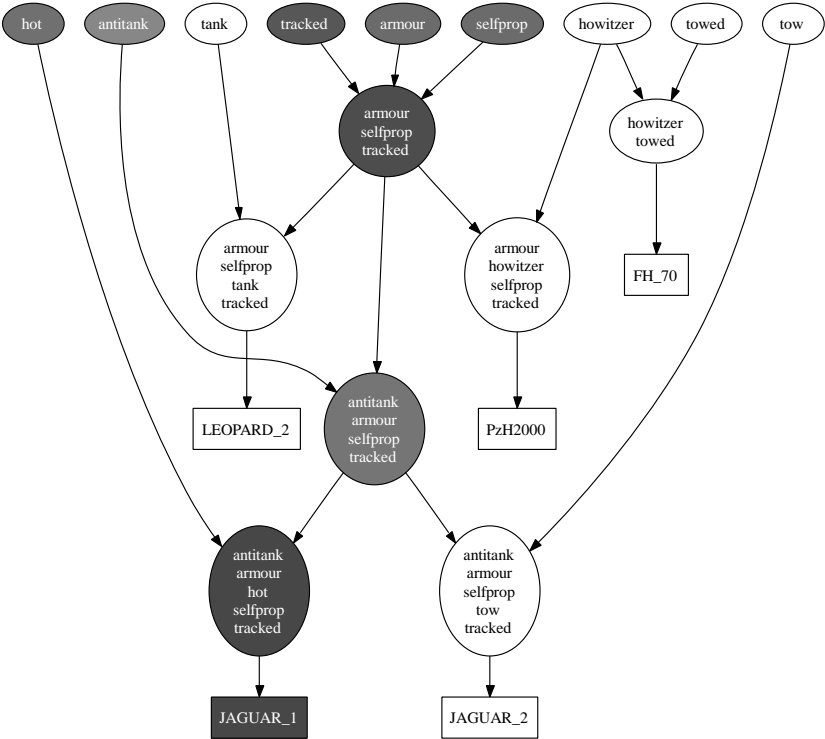 hot
antitank
tank
tracked
armour
selfprop
howitzer
towed
tow
armour
selfprop
tracked
howitzer
towed
armour
selfprop
tank
tracked
armour
howitzer
selfprop
tracked
FH_70
antitank
armour
selfprop
tracked
LEOPARD_2
PzH2000
antitank
armour
hot
selfprop
tracked
antitank
armour
selfprop
tow
tracked
JAGUAR_1
JAGUAR_2